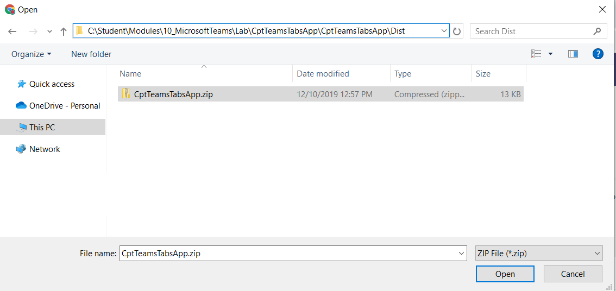 Open
C:\Student\Modules\10_MicrosoftTeams\Lab\CptTeamsTabsApp\CptTeamsTabsApp\Dist
Search Dist
Organize
New folder
Name
Date modified
Type
Size
Quick access
OneDrive - Personal
This PC
Network
CptTeamsTabsApp.zip
12/10/2019 12:57 PM
Compressed (zipp...
13 KB
File name:
CptTeamsTabsApp.zip
ZIP File (*.zip)
Open
Cancel